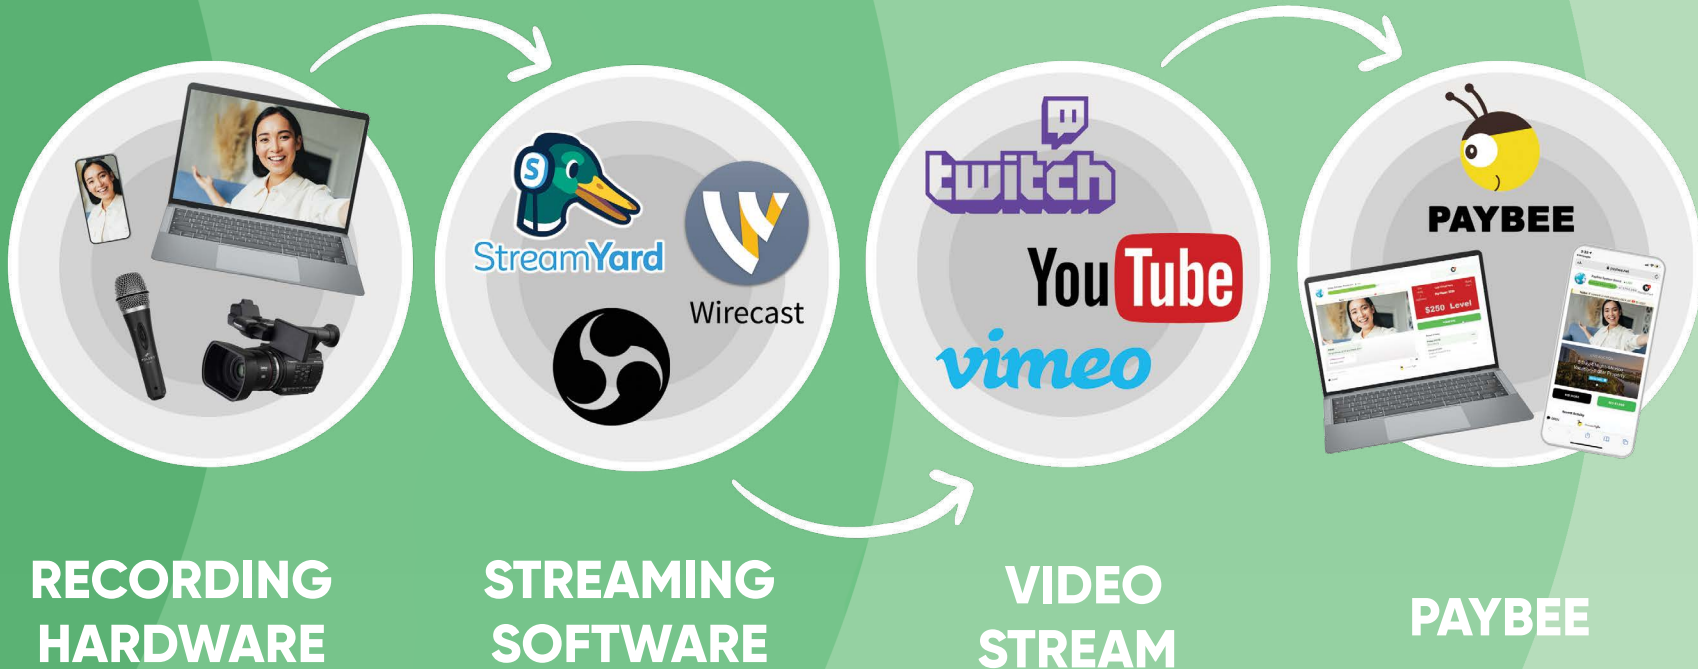 S
StreamYard
Wirecast
twitch
YouTube
vimeo
PAYBEE
$250 Level
RECORDING
HARDWARE
STREAMING
SOFTWARE
VIDEO
STREAM
PAYBEE